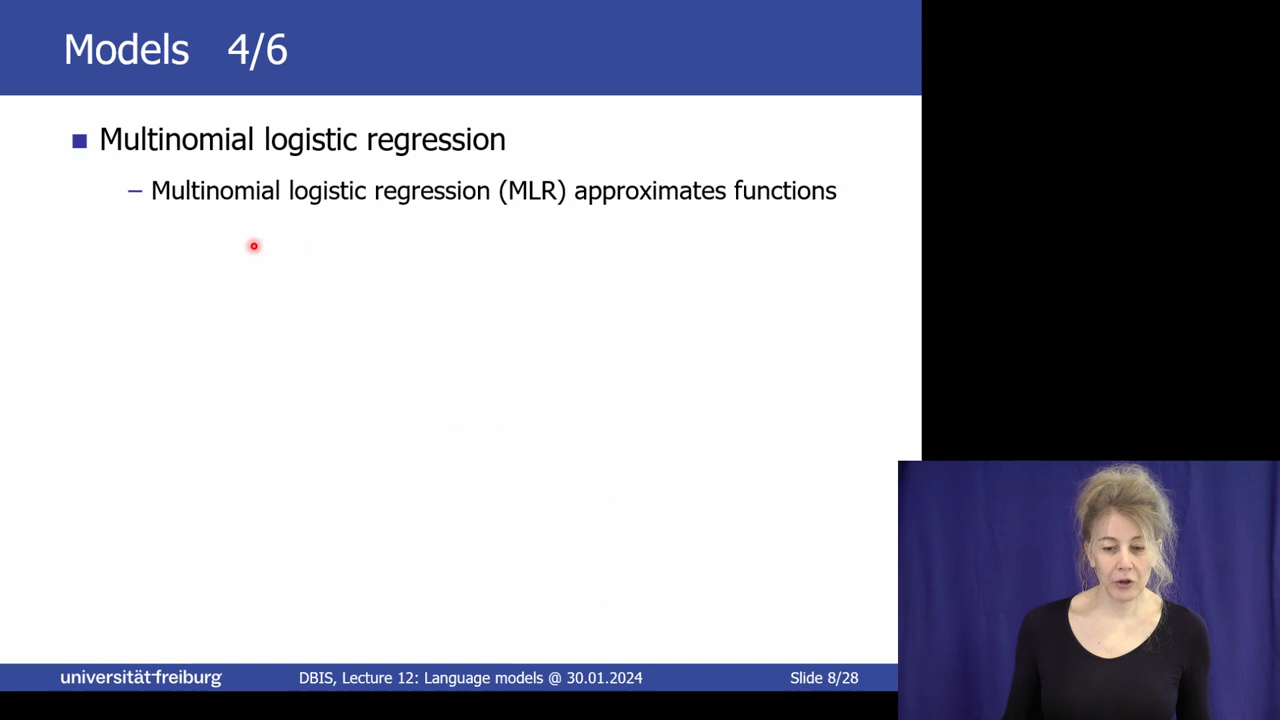 Models 4/6
Multinomial logistic regression
– Multinomial logistic regression (MLR) approximates functions
universität freiburg
DBIS, Lecture 12: Language models @ 30.01.2024
Slide 8/28